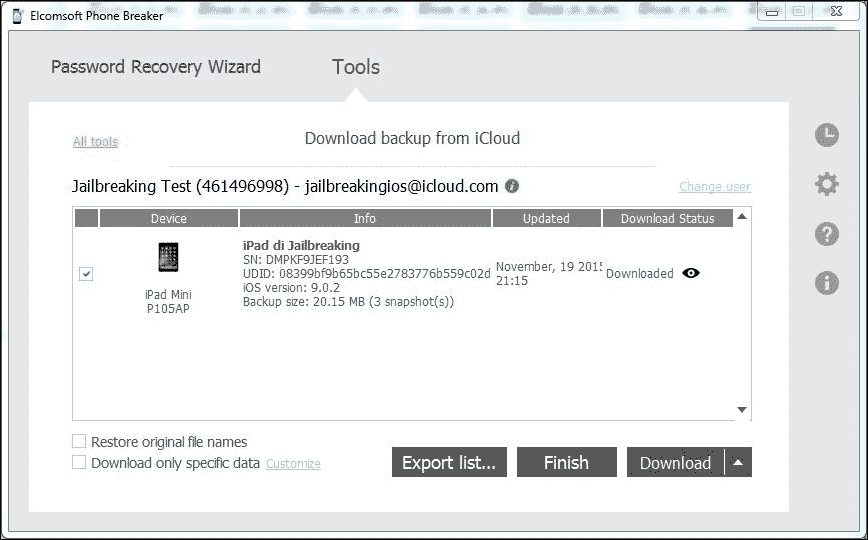 Elcomsoft Phone Breaker
Password Recovery Wizard
Tools
All tools
Download backup from iCloud
Jailbreaking Test (461496998) - jailbreakingios@icloud.com
Change user
Device
Info
Updated
Download Status
iPad Mini
P105AP
iPad di Jailbreaking
SN: DMPKF9JEF193
UDID: 08399bf9b65bc55e2783776b559c02d
iOS version: 9.0.2
Backup size: 20.15 MB (3 snapshot(s))
November, 19 2015
21:15
Downloaded
Restore original file names
Download only specific data Customize
Export list...
Finish
Download